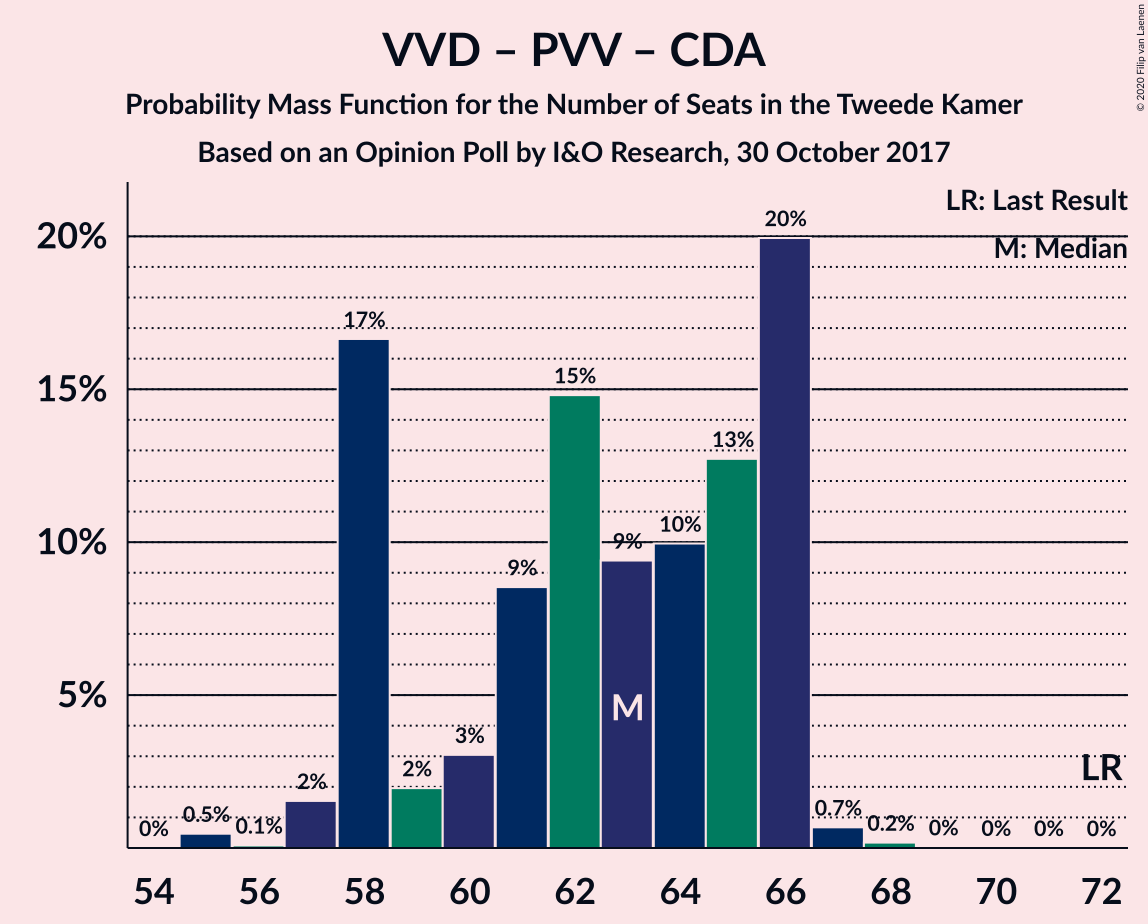 VVD – PVV – CDA
Probability Mass Function for the Number of Seats in the Tweede Kamer
Based on an Opinion Poll by I&O Research, 30 October 2017
© 2020 Filip van Laenen
LR: Last Result
M: Median
20%
15%
10%
5%
0%
0.5%
0.1%
2%
17%
2%
3%
9%
15%
9%
10%
13%
20%
0.7%
0.2%
0%
0%
0%
0%
M
LR
54 56 58 60 62 64 66 68 70 72